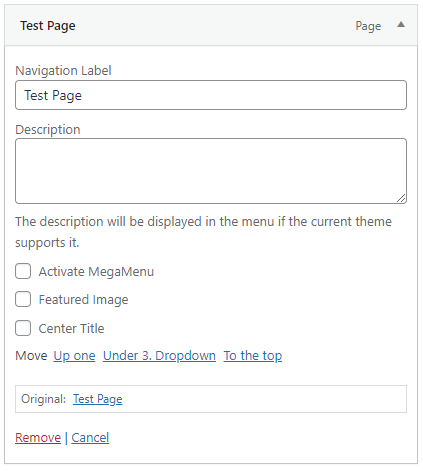 Test Page Page
Navigation Label
Test Page
Description
The description will be displayed in the menu if the current theme
supports it.
Activate MegaMenu
Featured Image
Center Title
Move Up one Under 3. Dropdown To the top
Original: Test Page
Remove | Cancel